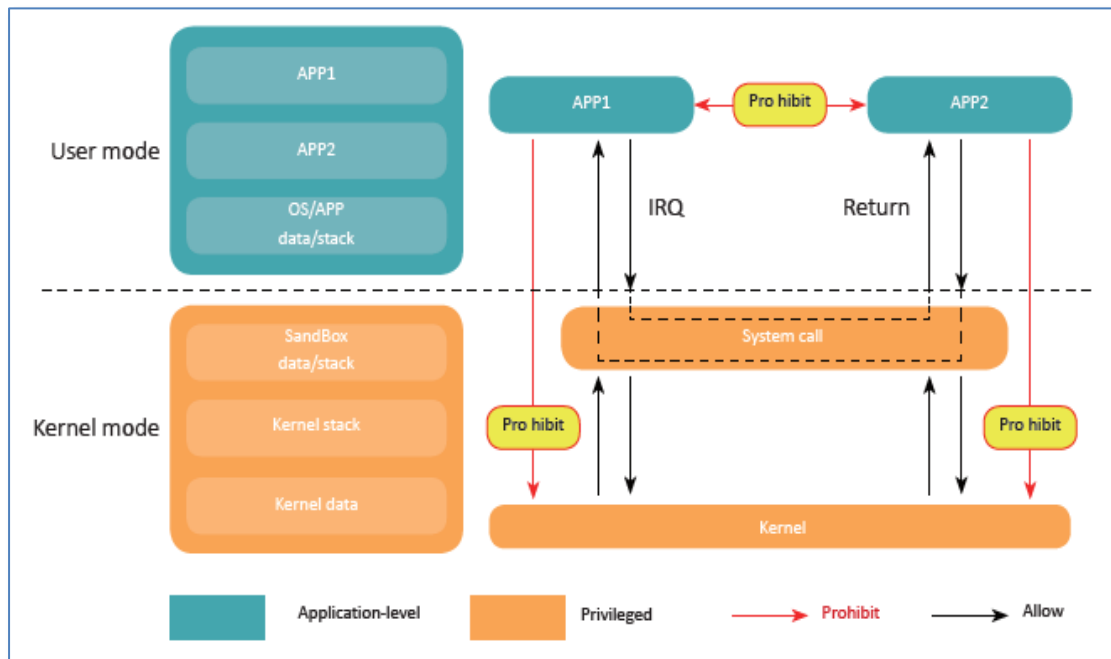 User mode
APP1
APP2
OS/APP
data/stack
APP1
Pro hibit
APP2
IRQ
Return
Kernel mode
SandBox
data/stack
Kernel stack
Kernel data
System call
Pro hibit
Pro hibit
Kernel
Application-level
Privileged
Prohibit
Allow